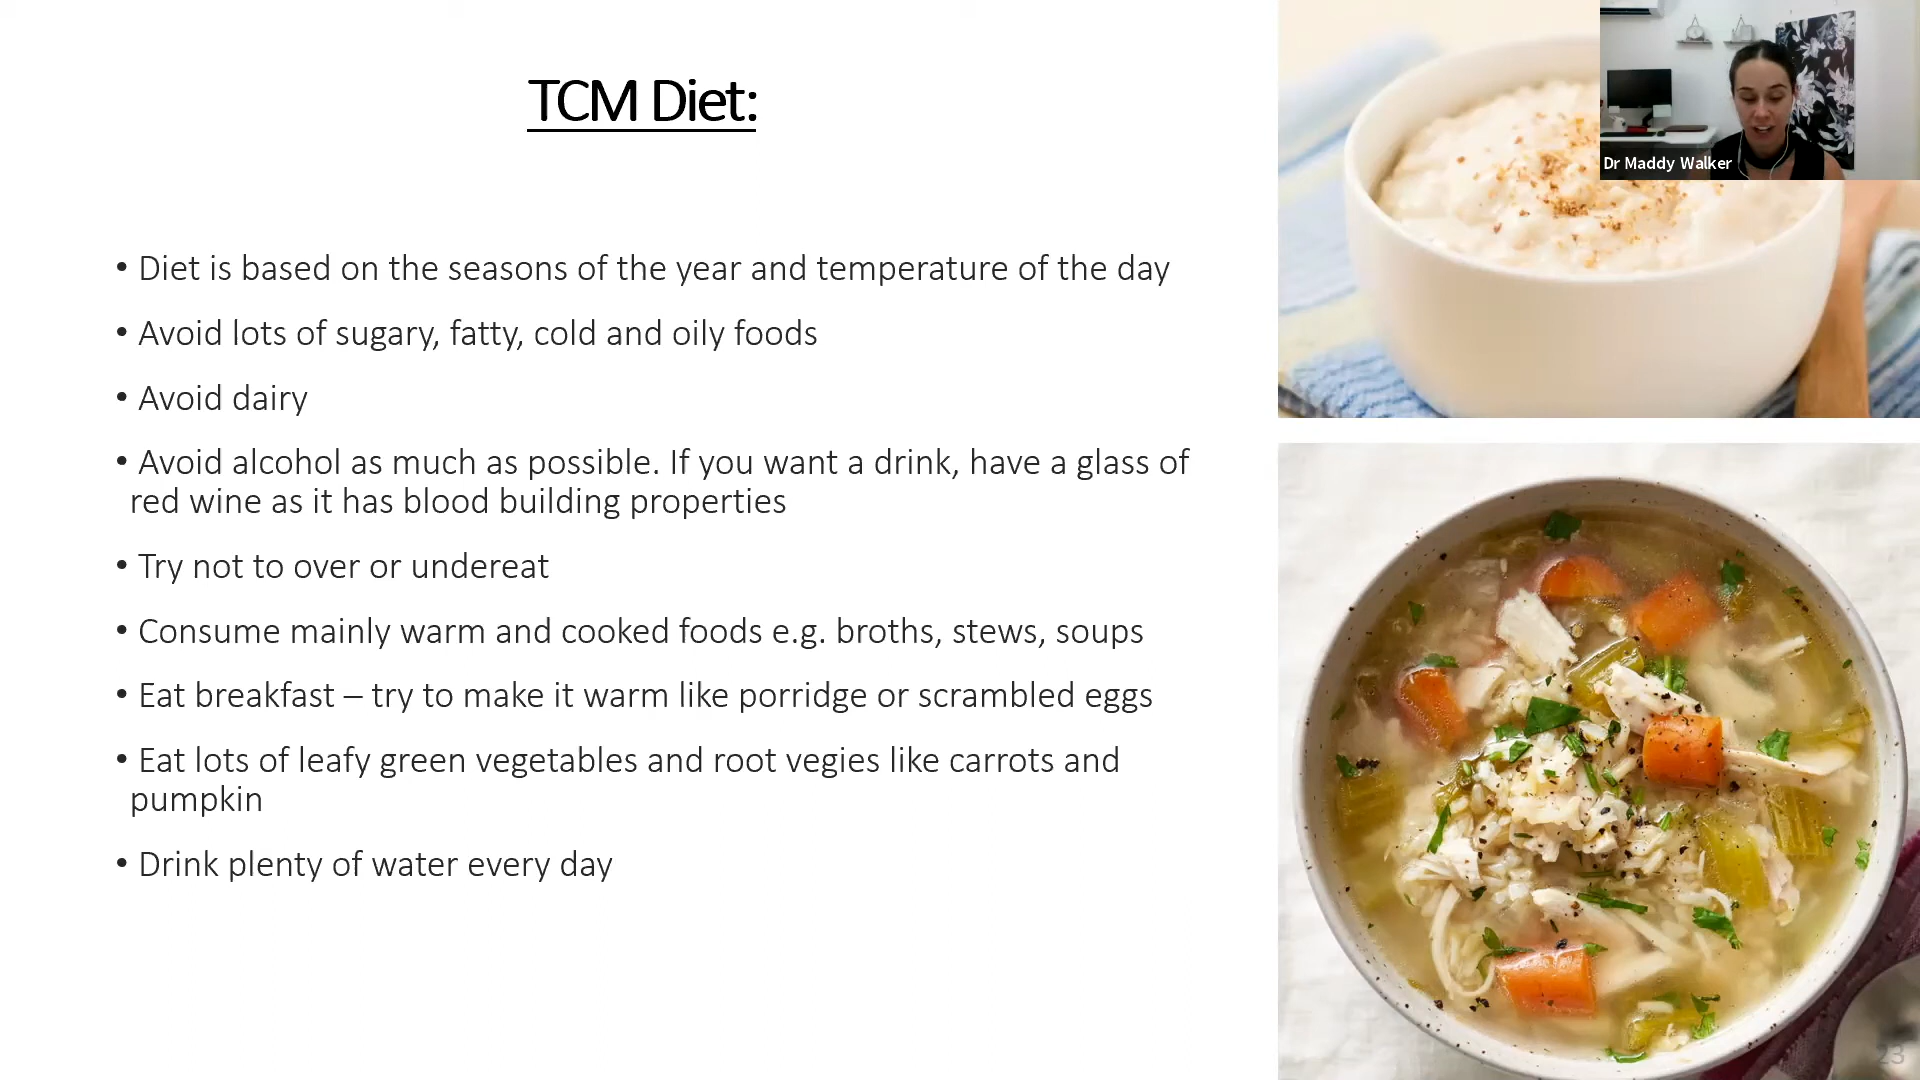 TCM Diet:
Dr Maddy Walker
• Diet is based on the seasons of the year and temperature of the day
• Avoid lots of sugary, fatty, cold and oily foods
• Avoid dairy
• Avoid alcohol as much as possible. If you want a drink, have a glass of
red wine as it has blood building properties
• Try not to over or undereat
• Consume mainly warm and cooked foods e.g. broths, stews, soups
• Eat breakfast – try to make it warm like porridge or scrambled eggs
• Eat lots of leafy green vegetables and root vegies like carrots and
pumpkin
• Drink plenty of water every day
23